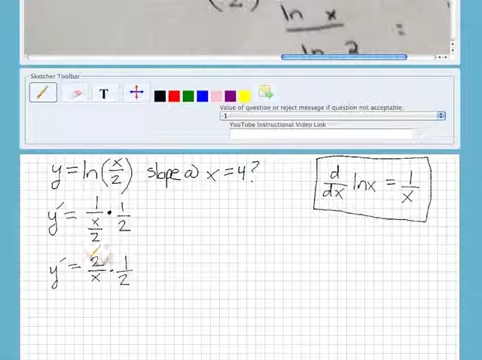 (2)
ln x
ln 2 =
Sketcher Toolbar
T
Value of question or reject message if question not acceptable:
1
YouTube Instructional Video Link
y = ln(x/2) slope @ x = 4?
d/dx ln x = 1/x
y′ = 1/(x/2) · 1/2
y′ = 2/x · 1/2